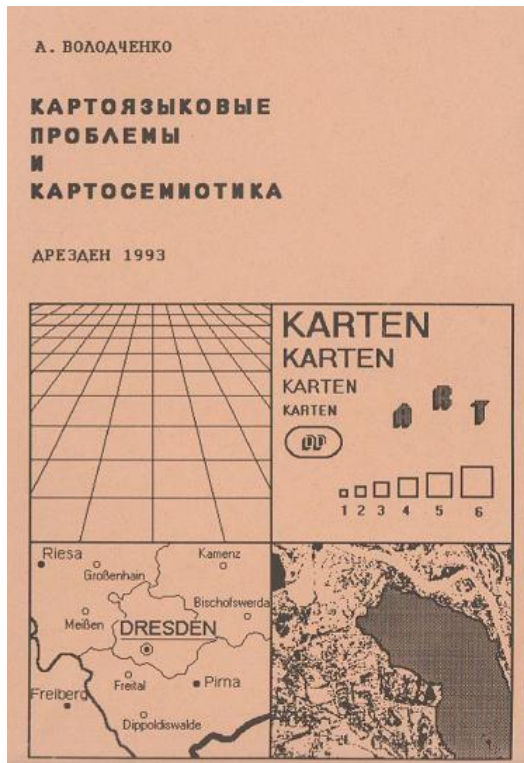 А. ВОЛОДЧЕНКО
КАРТОЯЗЫКОВЫЕ
ПРОБЛЕМЫ
И
КАРТОСЕМИОТИКА
ДРЕЗДЕН 1993
KARTEN
KARTEN
KARTEN
KARTEN
A B T
1 2 3 4 5 6
Riesa
Kamenz
Großenhain
Bischofswerda
Meißen
DRESDEN
Freital
Pirna
Freiberg
Dippoldiswalde